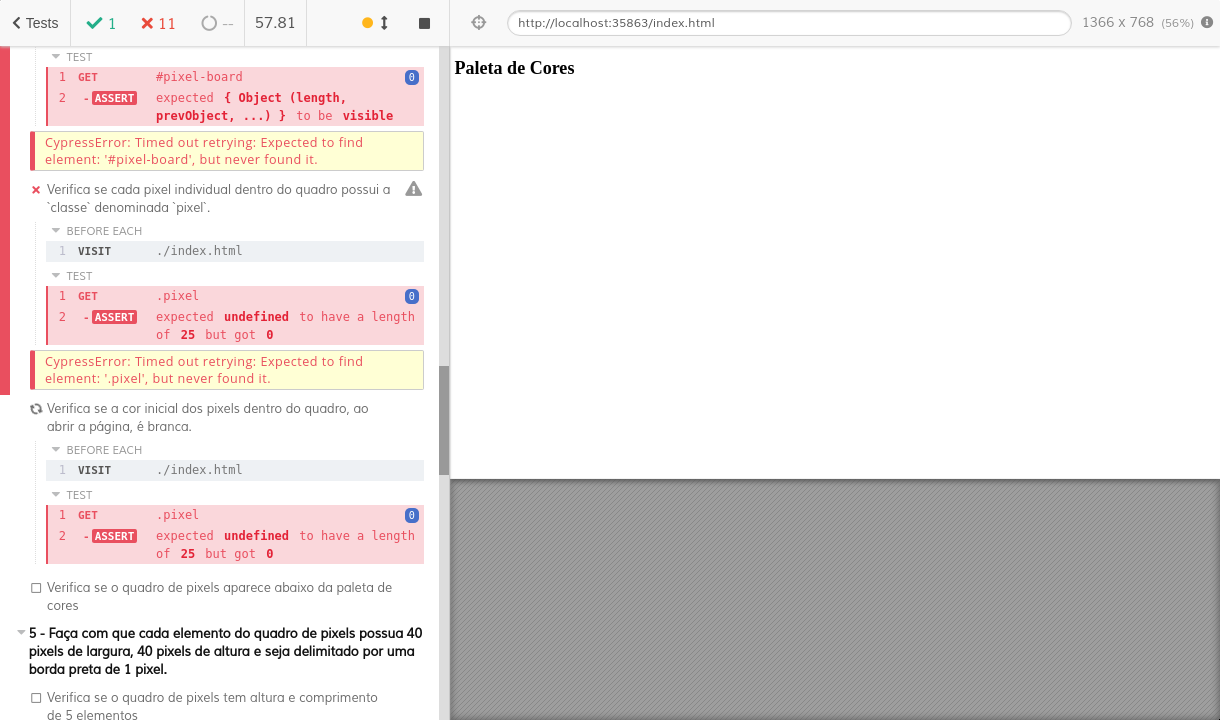 Tests 1 11 -- 57.81 http://localhost:35863/index.html 1366 x 768 (56%)
TEST
1 GET #pixel-board 0
2 - ASSERT expected { Object (length,
prevObject, ...) } to be visible
CypressError: Timed out retrying: Expected to find
element: '#pixel-board', but never found it.
Verifica se cada pixel individual dentro do quadro possui a
`classe` denominada `pixel`.
BEFORE EACH
1 VISIT ./index.html
TEST
1 GET .pixel 0
2 - ASSERT expected undefined to have a length
of 25 but got 0
CypressError: Timed out retrying: Expected to find
element: '.pixel', but never found it.
Verifica se a cor inicial dos pixels dentro do quadro, ao
abrir a página, é branca.
BEFORE EACH
1 VISIT ./index.html
TEST
1 GET .pixel 0
2 - ASSERT expected undefined to have a length
of 25 but got 0
Verifica se o quadro de pixels aparece abaixo da paleta de
cores
5 - Faça com que cada elemento do quadro de pixels possua 40
pixels de largura, 40 pixels de altura e seja delimitado por uma
borda preta de 1 pixel.
Verifica se o quadro de pixels tem altura e comprimento
de 5 elementos
Paleta de Cores